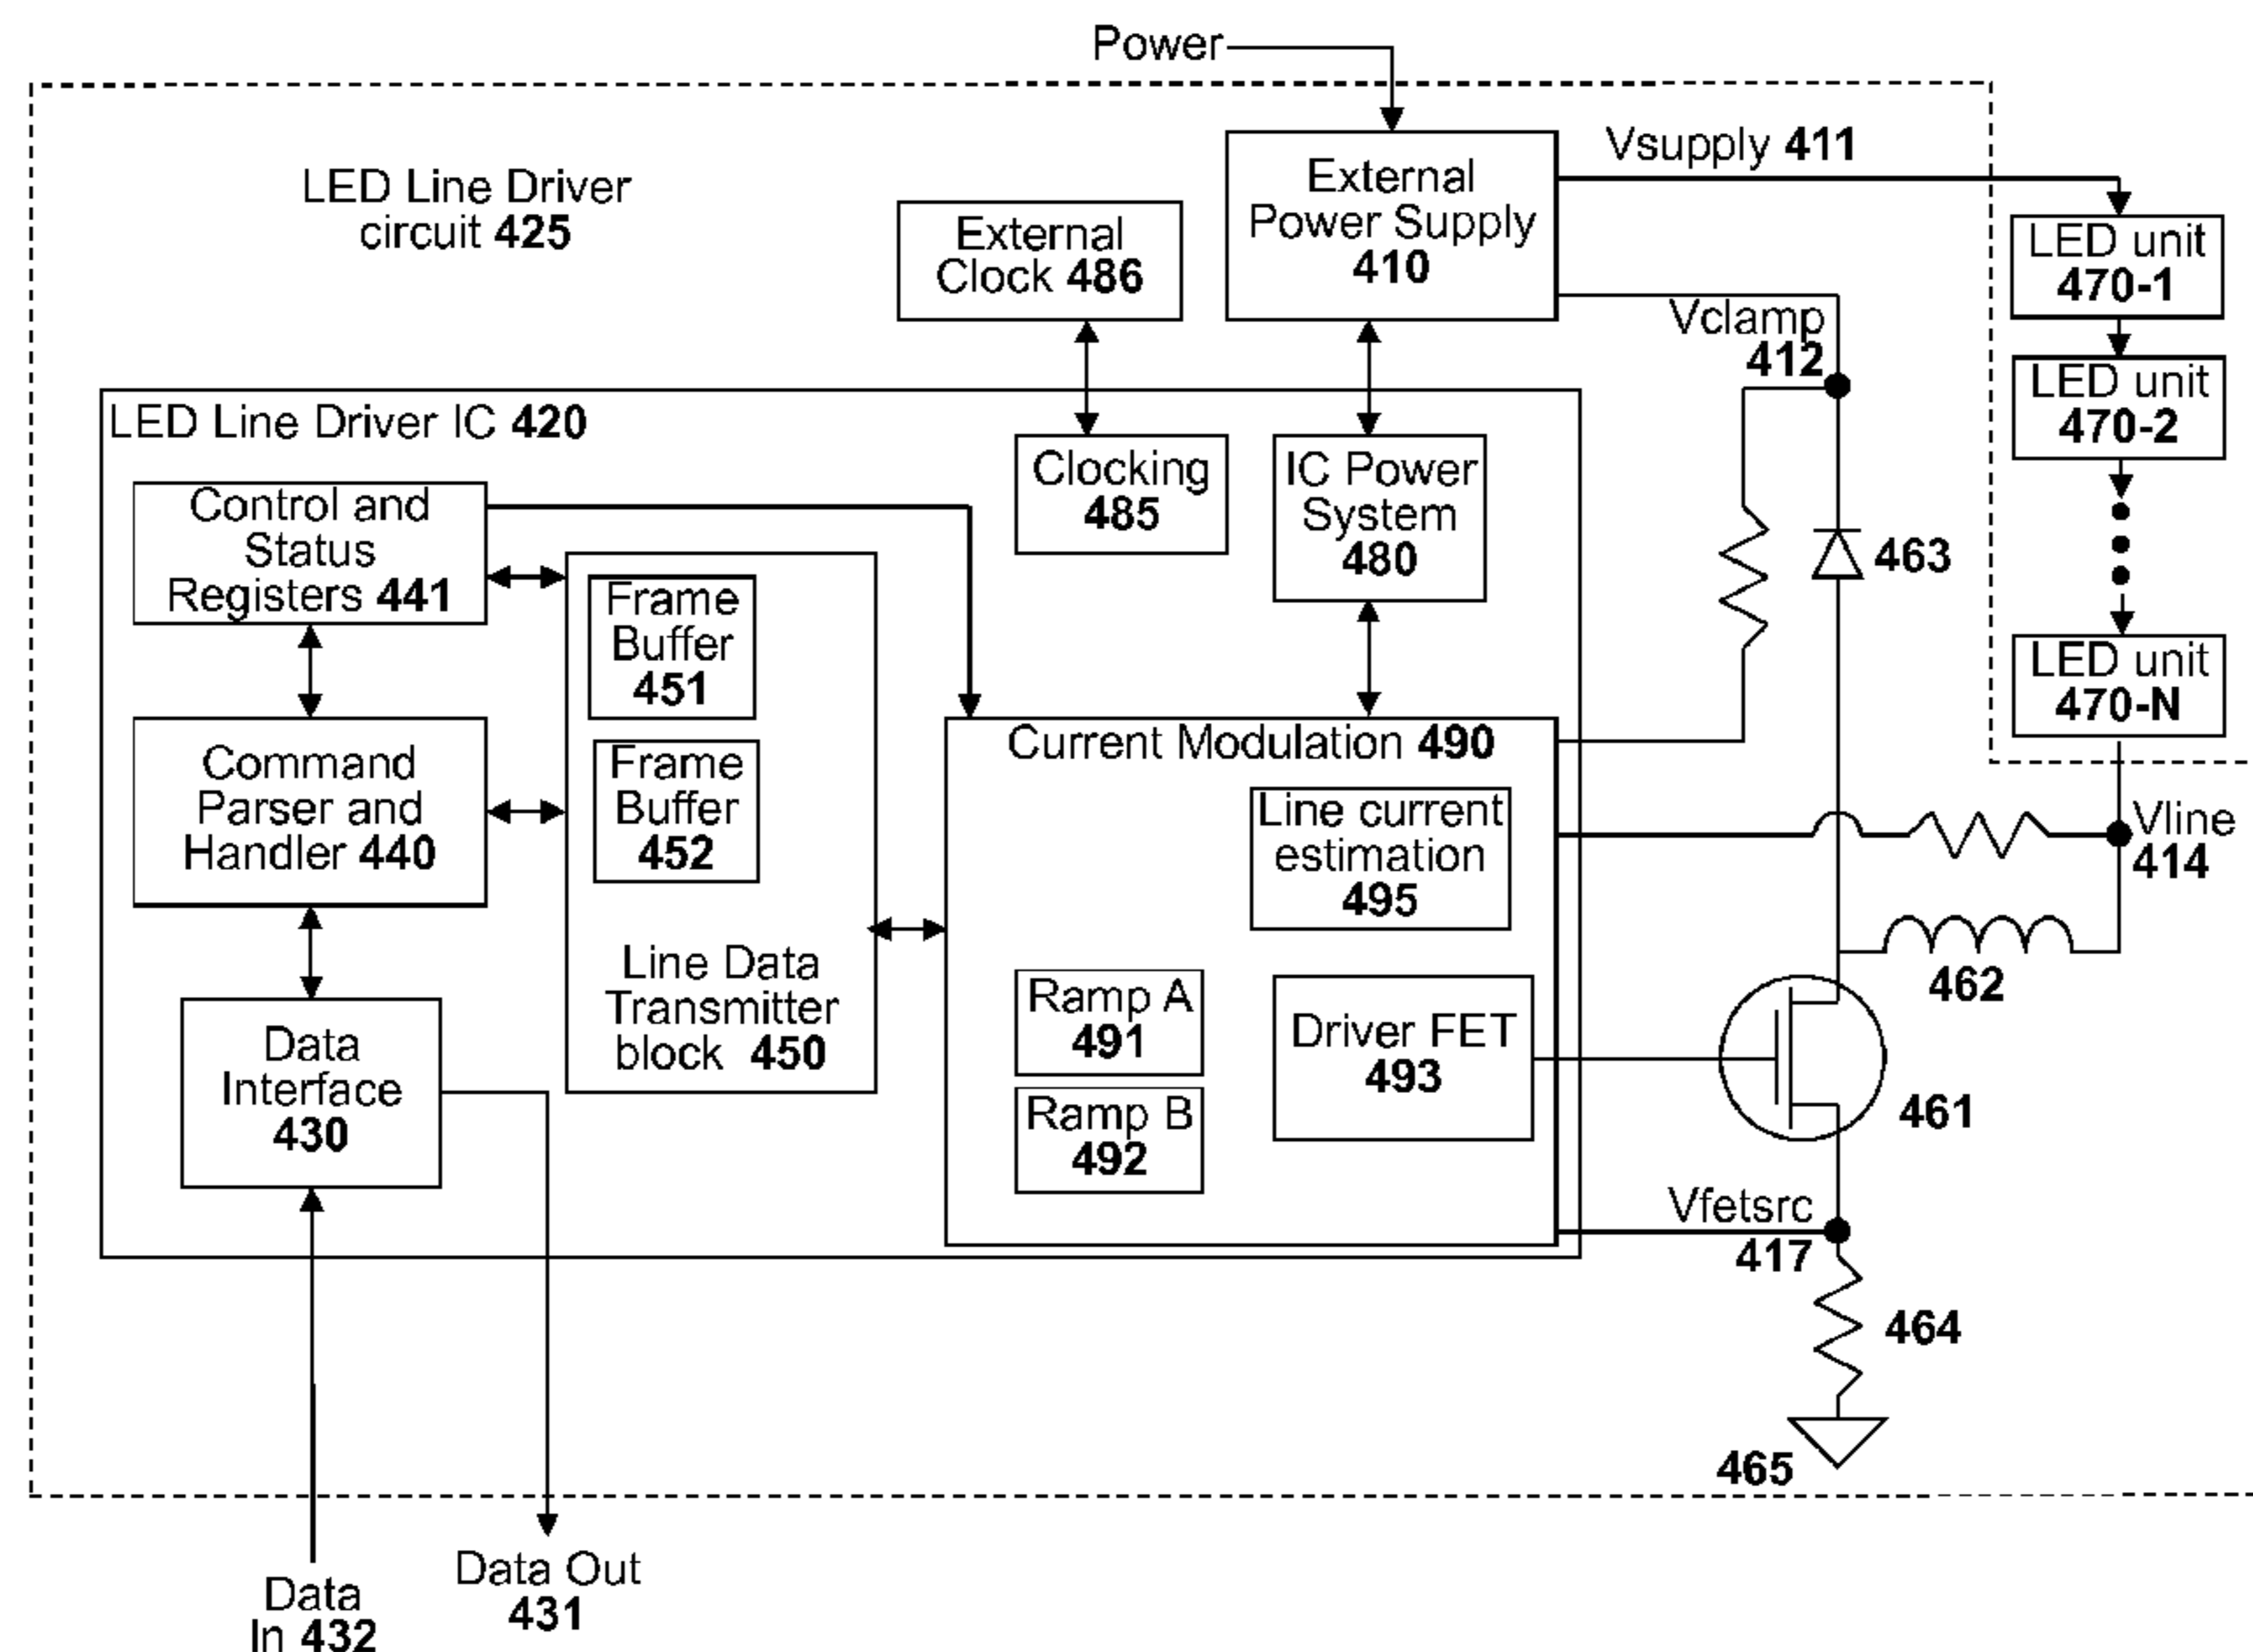 Power
LED Line Driver
circuit 425
External
Clock 486
External
Power Supply
410
Vsupply 411
Vclamp
412
LED unit
470-1
LED unit
470-2
LED unit
470-N
LED Line Driver IC 420
Control and
Status
Registers 441
Clocking
485
IC Power
System
480
463
Frame
Buffer
451
Command
Parser and
Handler 440
Frame
Buffer
452
Line Data
Transmitter
block 450
Data
Interface
430
Current Modulation 490
Line current
estimation
495
Ramp A
491
Ramp B
492
Driver FET
493
Vline
414
462
461
Vfetsrc
417
464
465
Data
In 432
Data Out
431